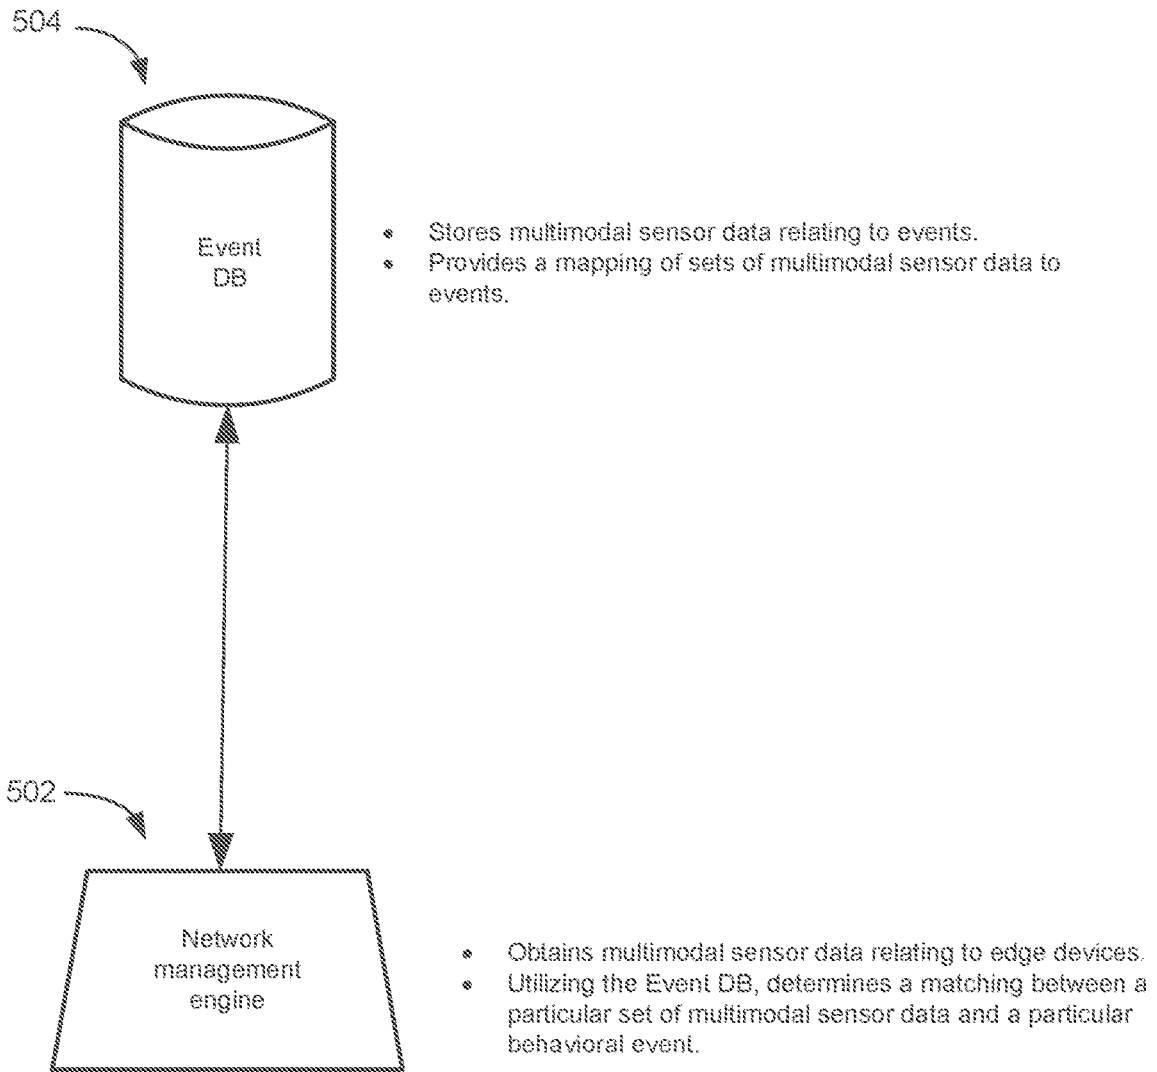 504
Event
DB
• Stores multimodal sensor data relating to events.
• Provides a mapping of sets of multimodal sensor data to
events.
502
Network
management
engine
• Obtains multimodal sensor data relating to edge devices.
• Utilizing the Event DB, determines a matching between a
particular set of multimodal sensor data and a particular
behavioral event.